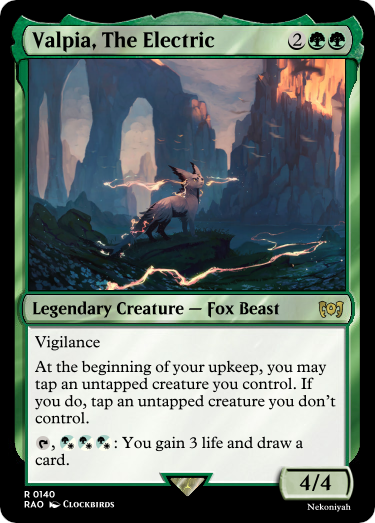 Valpia, The Electric 2
Legendary Creature — Fox Beast
Vigilance
At the beginning of your upkeep, you may
tap an untapped creature you control. If
you do, tap an untapped creature you don't
control.
, : You gain 3 life and draw a
card.
4/4
R 0140
RAO CLOCKBIRDS
Nekoniyah